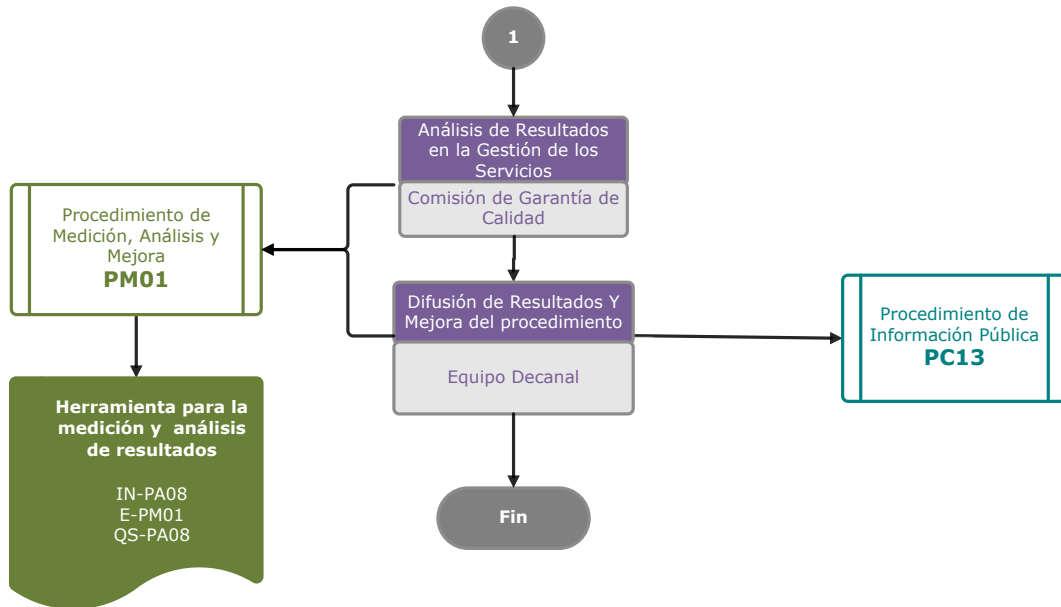 1
Análisis de Resultados
en la Gestión de los
Servicios
Comisión de Garantía de
Calidad
Procedimiento de
Medición, Análisis y
Mejora
PM01
Difusión de Resultados Y
Mejora del procedimiento
Equipo Decanal
Procedimiento de
Información Pública
PC13
Herramienta para la
medición y análisis
de resultados
IN-PA08
E-PM01
QS-PA08
Fin